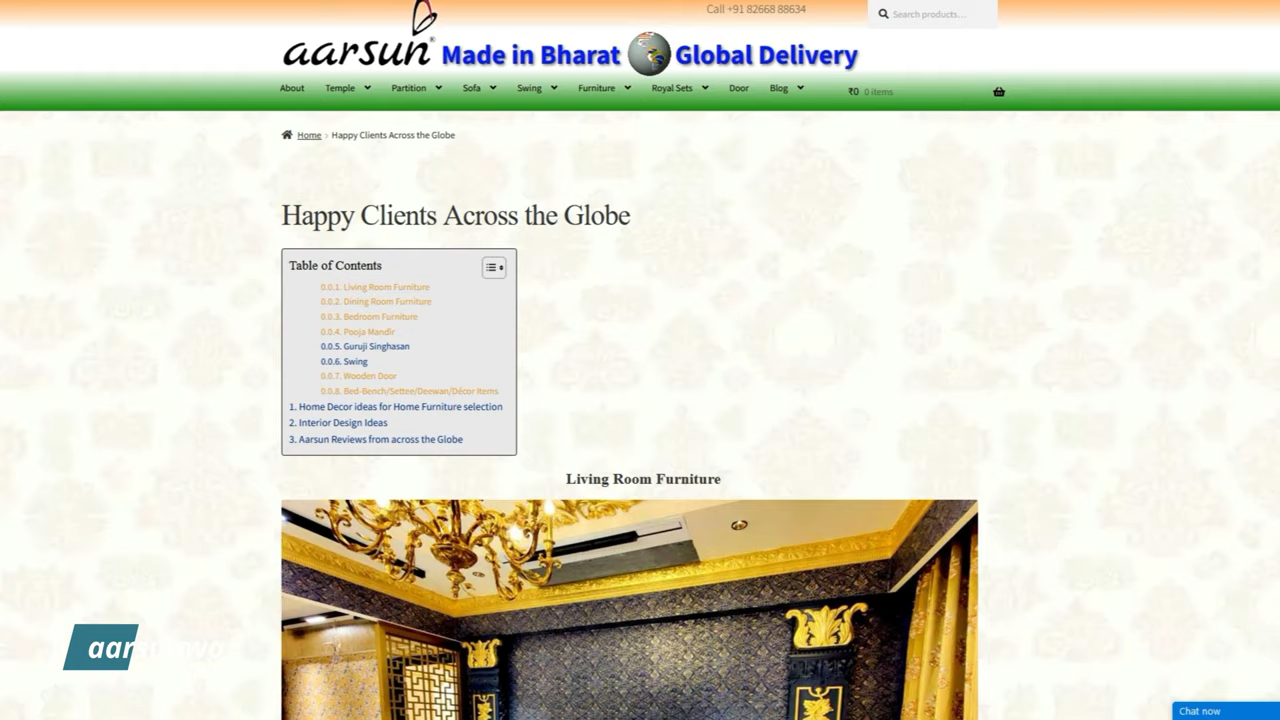 Call +91 82668 88634
Search products…
aarsun®
Made in Bharat Global Delivery
About Temple Partition Sofa Swing Furniture Royal Sets Door Blog ₹0 0 items
Home › Happy Clients Across the Globe
Happy Clients Across the Globe
Table of Contents
0.0.1. Living Room Furniture
0.0.2. Dining Room Furniture
0.0.3. Bedroom Furniture
0.0.4. Pooja Mandir
0.0.5. Guruji Singhasan
0.0.6. Swing
0.0.7. Wooden Door
0.0.8. Bed-Bench/Settee/Deewan/Décor Items
1. Home Decor ideas for Home Furniture selection
2. Interior Design Ideas
3. Aarsun Reviews from across the Globe
Living Room Furniture
Chat now